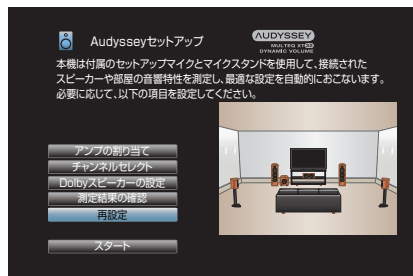 Audysseyセットアップ
AUDYSSEY
MULTEQ XT32
DYNAMIC VOLUME
本機は付属のセットアップマイクとマイクスタンドを使用して、接続された
スピーカーや部屋の音響特性を測定し、最適な設定を自動的におこないます。
必要に応じて、以下の項目を設定してください。
アンプの割り当て
チャンネルセレクト
Dolbyスピーカーの設定
測定結果の確認
再設定
スタート